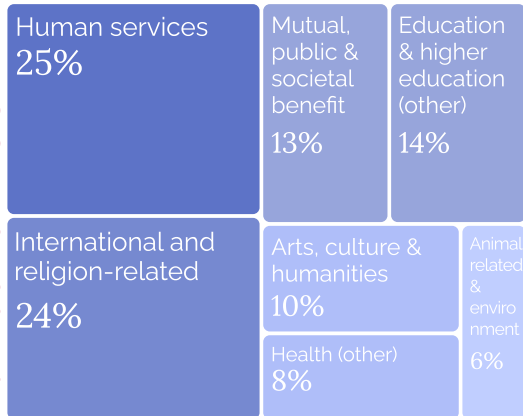 Human services
25%
Mutual,
public &
societal
benefit
13%
Education
& higher
education
(other)
14%
International and
religion-related
24%
Arts, culture &
humanities
10%
Health (other)
8%
Animal
related
&
enviro
nment
6%